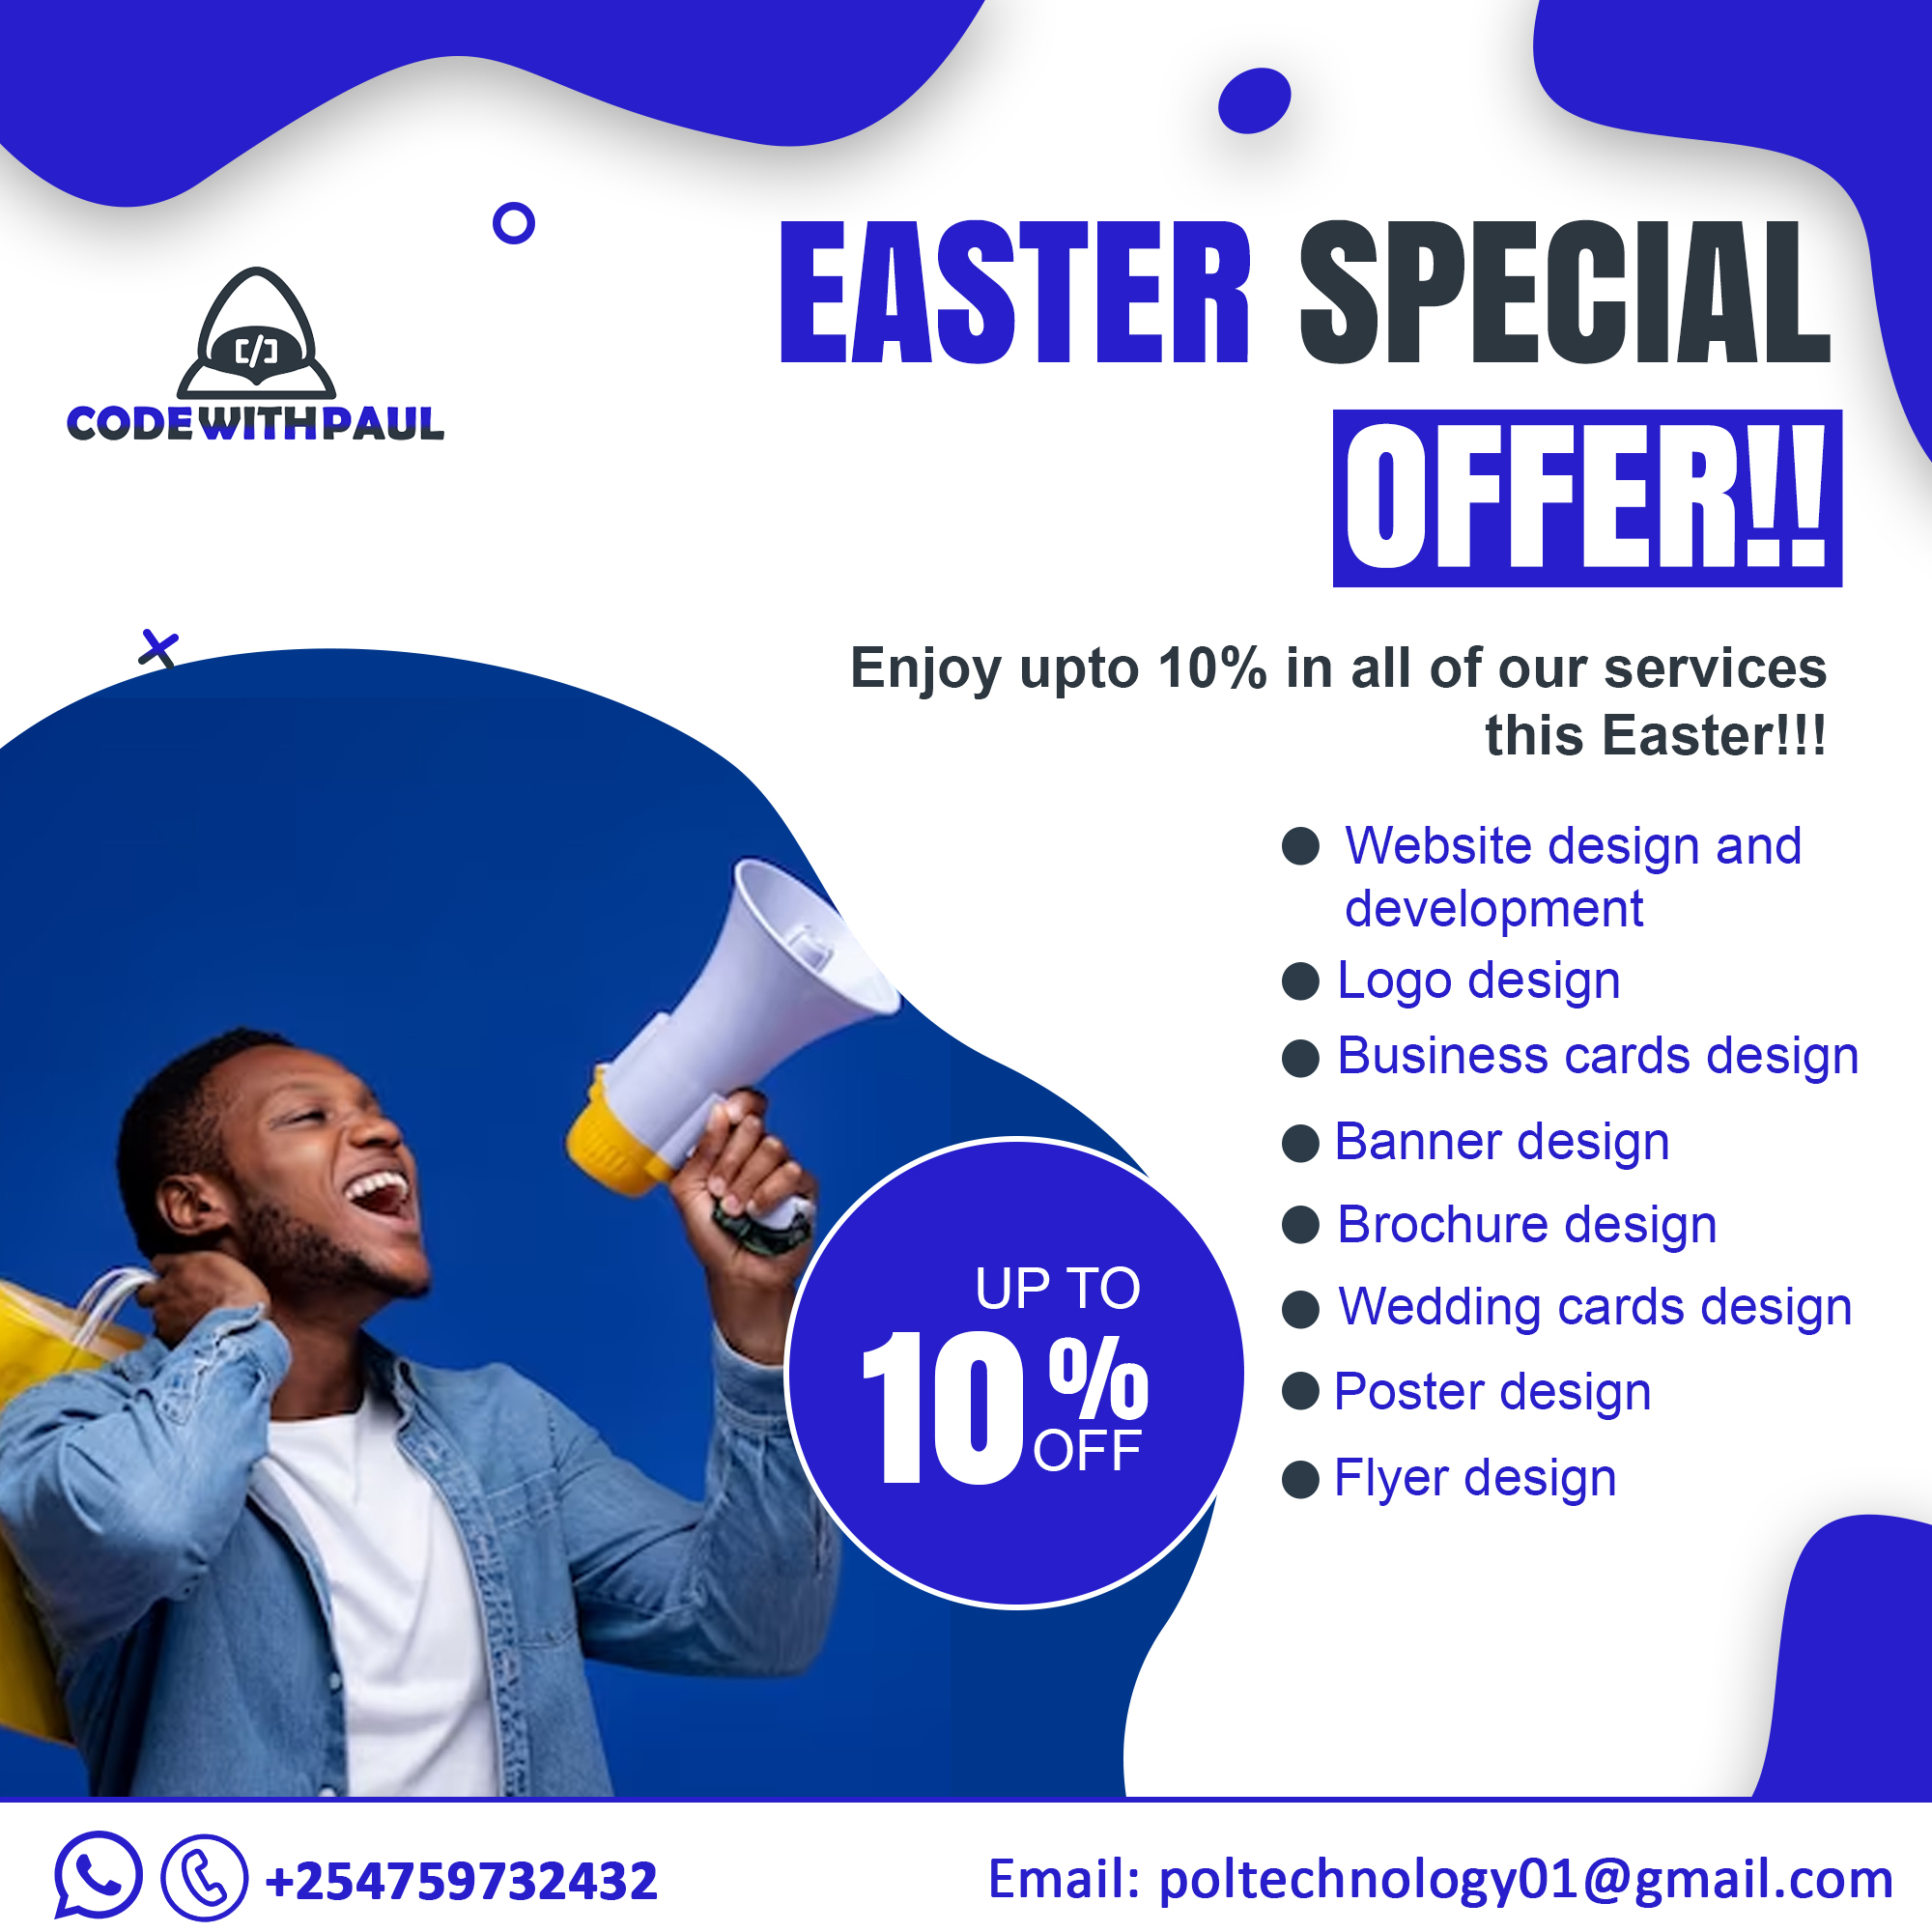 [</]
CODEWITHPAUL
EASTER SPECIAL
OFFER!!
Enjoy upto 10% in all of our services
this Easter!!!
Website design and
development
Logo design
Business cards design
Banner design
Brochure design
Wedding cards design
Poster design
Flyer design
UP TO
10%
OFF
+254759732432
Email: poltechnology01@gmail.com